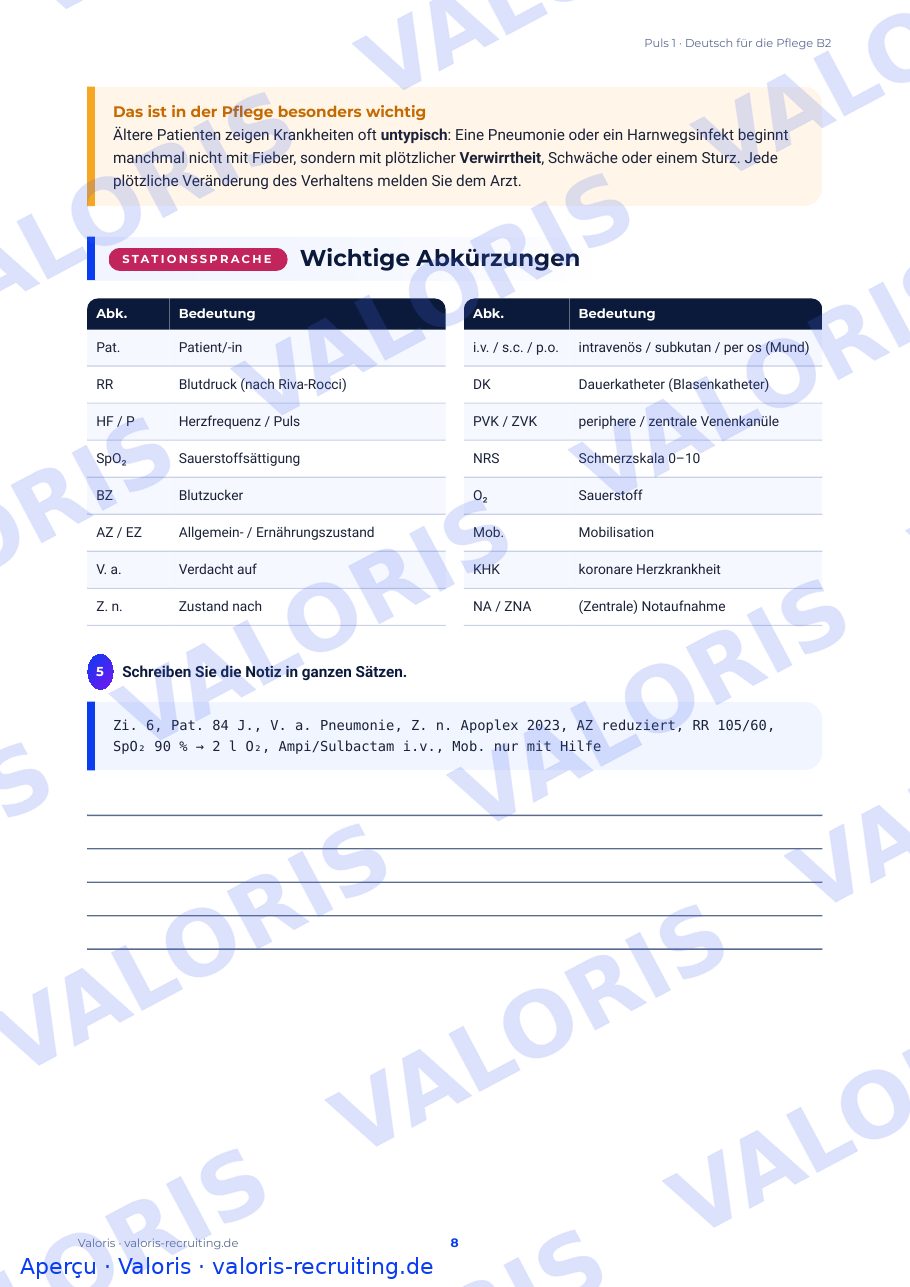 Puls 1 · Deutsch für die Pflege B2
Das ist in der Pflege besonders wichtig
Ältere Patienten zeigen Krankheiten oft untypisch: Eine Pneumonie oder ein Harnwegsinfekt beginnt
manchmal nicht mit Fieber, sondern mit plötzlicher Verwirrtheit, Schwäche oder einem Sturz. Jede
plötzliche Veränderung des Verhaltens melden Sie dem Arzt.
STATIONSSPRACHE Wichtige Abkürzungen
Abk. Bedeutung
Pat. Patient/-in
RR Blutdruck (nach Riva-Rocci)
HF / P Herzfrequenz / Puls
SpO₂ Sauerstoffsättigung
BZ Blutzucker
AZ / EZ Allgemein- / Ernährungszustand
V. a. Verdacht auf
Z. n. Zustand nach
Abk. Bedeutung
i.v. / s.c. / p.o. intravenös / subkutan / per os (Mund)
DK Dauerkatheter (Blasenkatheter)
PVK / ZVK periphere / zentrale Venenkanüle
NRS Schmerzskala 0–10
O₂ Sauerstoff
Mob. Mobilisation
KHK koronare Herzkrankheit
NA / ZNA (Zentrale) Notaufnahme
5 Schreiben Sie die Notiz in ganzen Sätzen.
Zi. 6, Pat. 84 J., V. a. Pneumonie, Z. n. Apoplex 2023, AZ reduziert, RR 105/60,
SpO₂ 90 % → 2 l O₂, Ampi/Sulbactam i.v., Mob. nur mit Hilfe
Valoris · valoris-recruiting.de 8
Aperçu · Valoris · valoris-recruiting.de
VALORIS